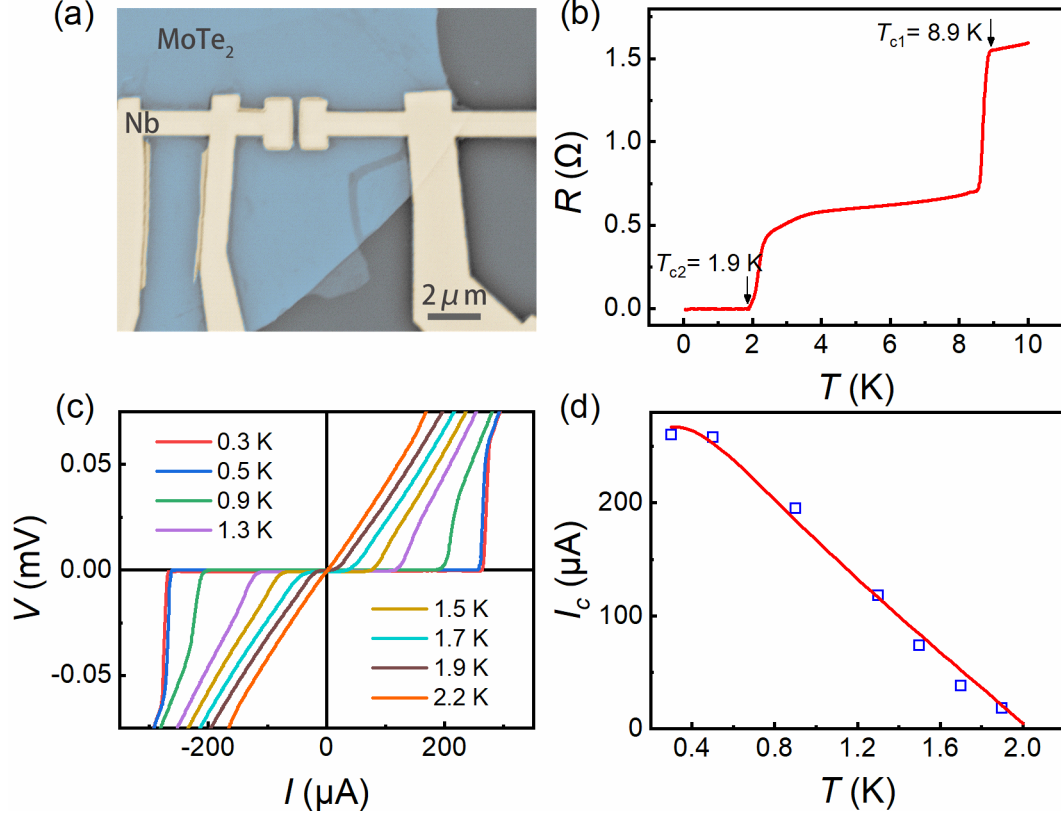 (a)
MoTe2
Nb
2 μm
(b)
Tc1= 8.9 K
Tc2= 1.9 K
R (Ω)
1.5
1.0
0.5
0.0
0 2 4 6 8 10
T (K)
(c)
0.3 K
0.5 K
0.9 K
1.3 K
1.5 K
1.7 K
1.9 K
2.2 K
V (mV)
0.05
0.00
-0.05
-200 0 200
I (μA)
(d)
Ic (μA)
200
100
0
0.4 0.8 1.2 1.6 2.0
T (K)